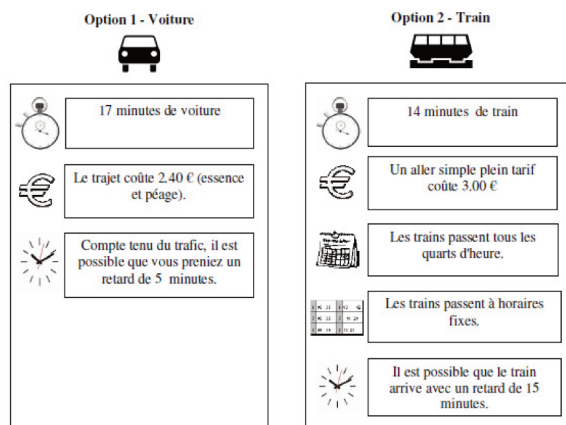 Option 1 - Voiture
17 minutes de voiture
Le trajet coûte 2.40 € (essence
et péage).
Compte tenu du trafic, il est
possible que vous preniez un
retard de 5 minutes.
Option 2 - Train
14 minutes de train
Un aller simple plein tarif
coûte 3.00 €
Les trains passent tous les
quarts d'heure.
Les trains passent à horaires
fixes.
Il est possible que le train
arrive avec un retard de 15
minutes.